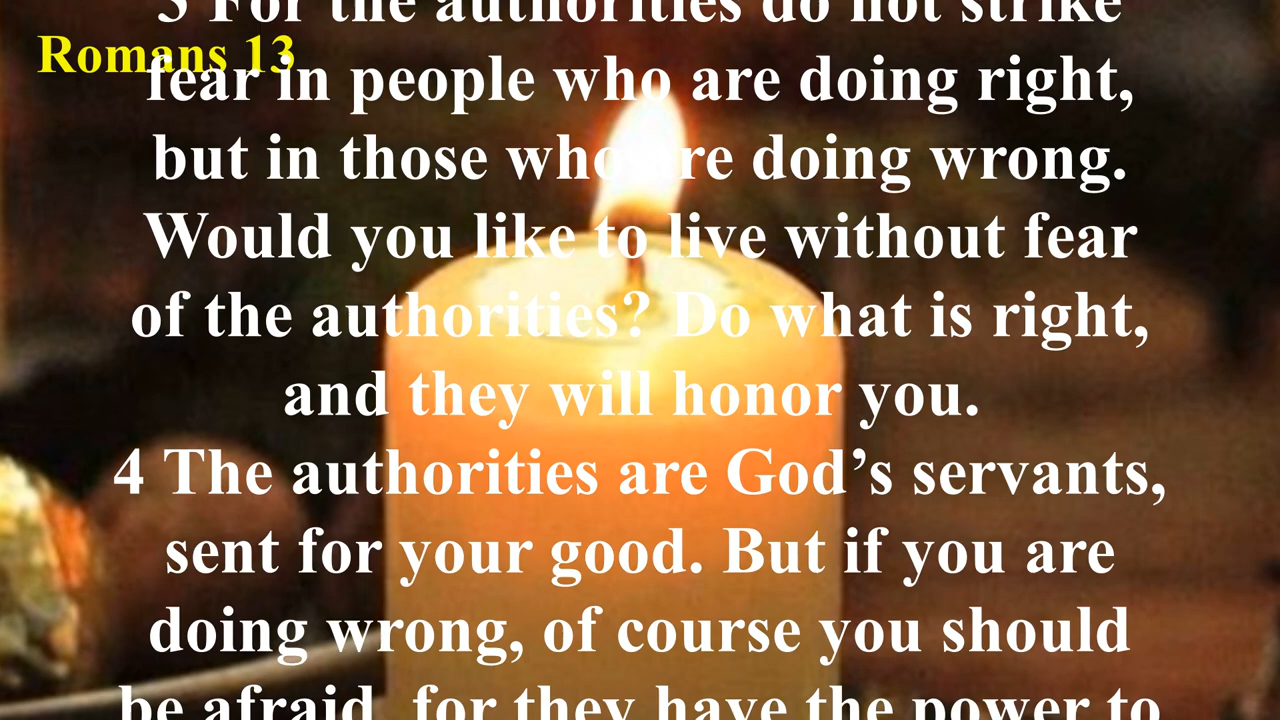 3 For the authorities do not strike
Romans 13
fear in people who are doing right,
but in those who are doing wrong.
Would you like to live without fear
of the authorities? Do what is right,
and they will honor you.
4 The authorities are God’s servants,
sent for your good. But if you are
doing wrong, of course you should
be afraid, for they have the power to